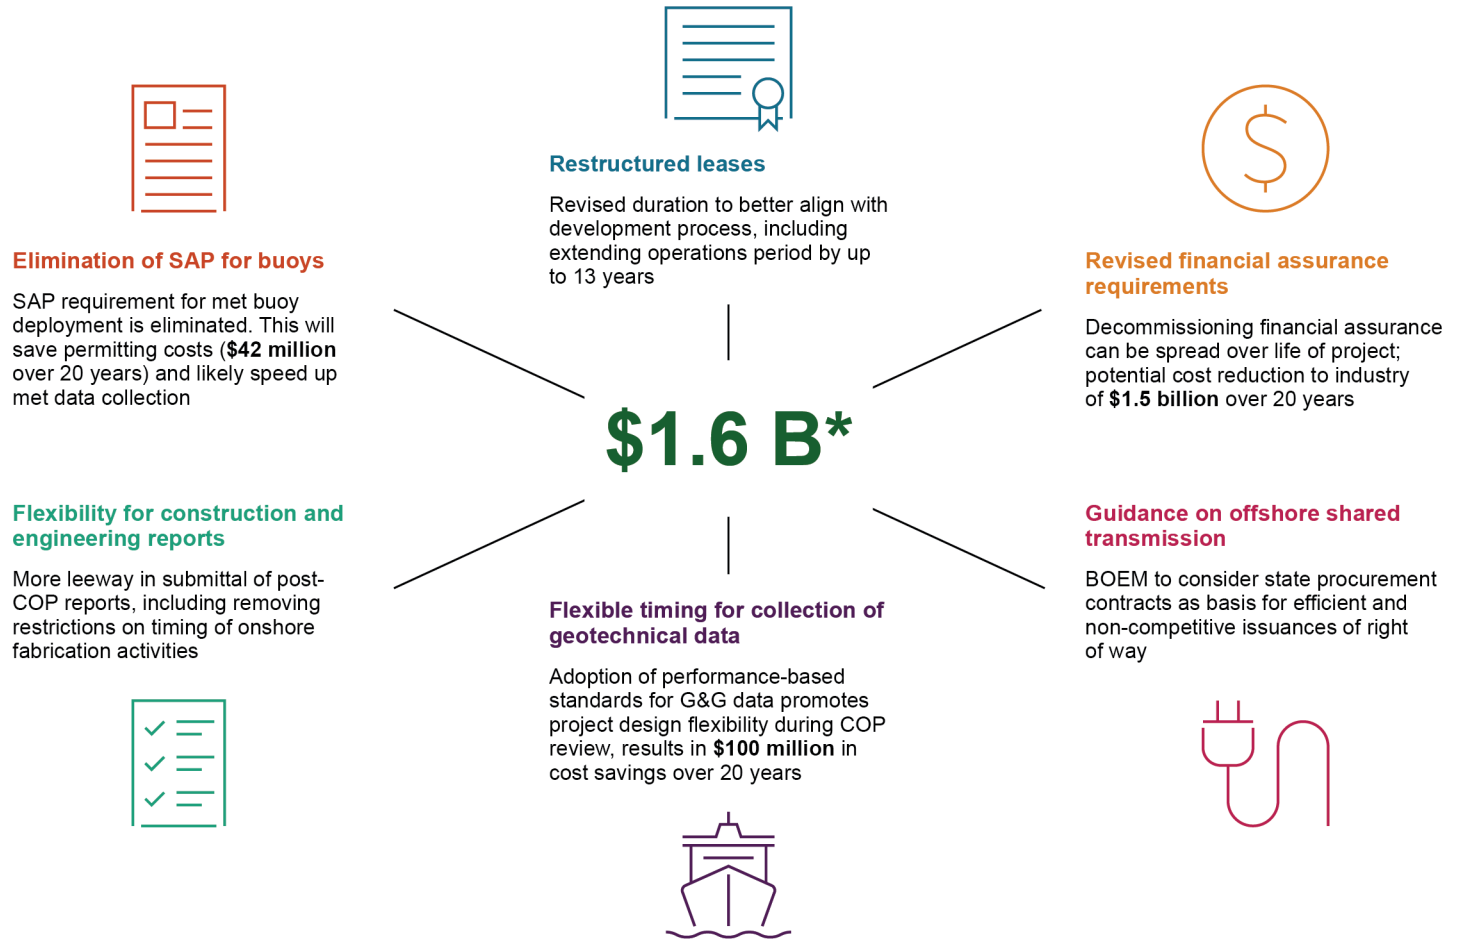 Restructured leases
Revised duration to better align with
development process, including
extending operations period by up
to 13 years
Elimination of SAP for buoys
SAP requirement for met buoy
deployment is eliminated. This will
save permitting costs ($42 million
over 20 years) and likely speed up
met data collection
Revised financial assurance
requirements
Decommissioning financial assurance
can be spread over life of project;
potential cost reduction to industry
of $1.5 billion over 20 years
$1.6 B*
Flexibility for construction and
engineering reports
More leeway in submittal of post-
COP reports, including removing
restrictions on timing of onshore
fabrication activities
Flexible timing for collection of
geotechnical data
Adoption of performance-based
standards for G&G data promotes
project design flexibility during COP
review, results in $100 million in
cost savings over 20 years
Guidance on offshore shared
transmission
BOEM to consider state procurement
contracts as basis for efficient and
non-competitive issuances of right
of way